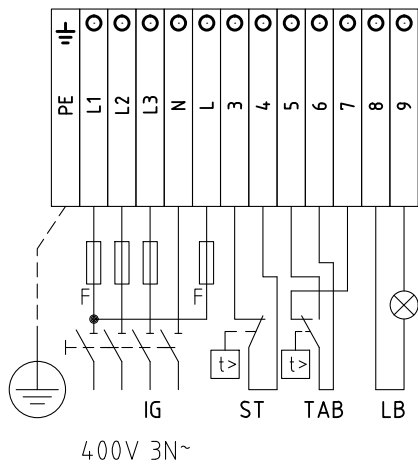 PE L1 L2 L3 N L 3 4 5 6 7 8 9
F F
t> t>
IG ST TAB LB
400V 3N~